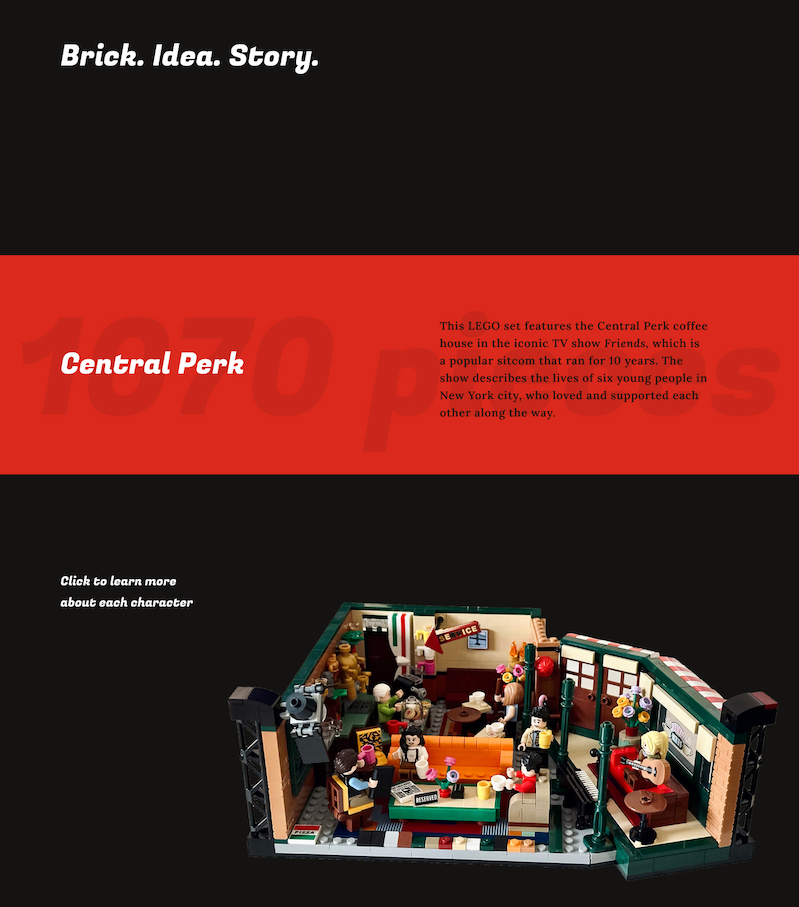 Brick. Idea. Story.
1070 pieces
Central Perk
This LEGO set features the Central Perk coffee
house in the iconic TV show Friends, which is
a popular sitcom that ran for 10 years. The
show describes the lives of six young people in
New York city, who loved and supported each
other along the way.
Click to learn more
about each character
SERVICE
RESERVED
PIZZA